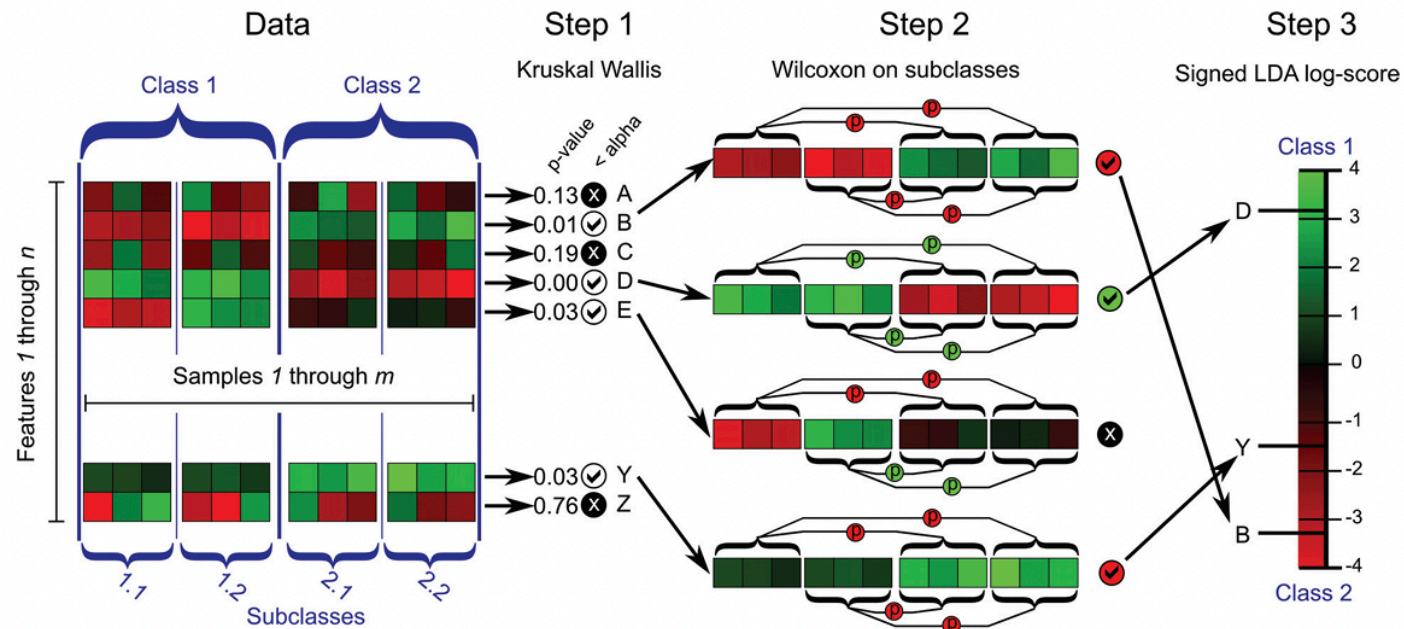 Data
Step 1
Step 2
Step 3
Kruskal Wallis
Wilcoxon on subclasses
Signed LDA log-score
Class 1
Class 2
p-value
< alpha
Features 1 through n
Samples 1 through m
0.13 X A
0.01 B
0.19 X C
0.00 D
0.03 E
0.03 Y
0.76 X Z
1.1
1.2
2.1
2.2
Subclasses
p
p
p
p
p
p
p
p
p
p
X
p
p
p
p
p
p
Class 1
4
3
2
1
0
-1
-2
-3
-4
Class 2
D
Y
B